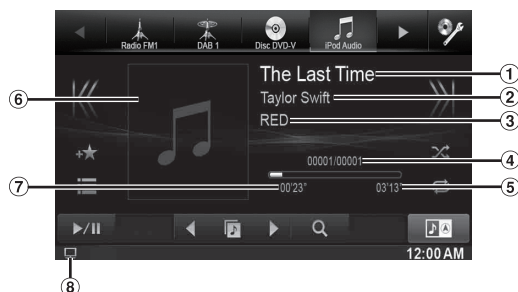 Radio FM1 DAB 1 Disc DVD-V iPod Audio
The Last Time 1
6 Taylor Swift 2
RED 3
00001/00001 4
7 00'23" 03'13" 5
12:00 AM
8